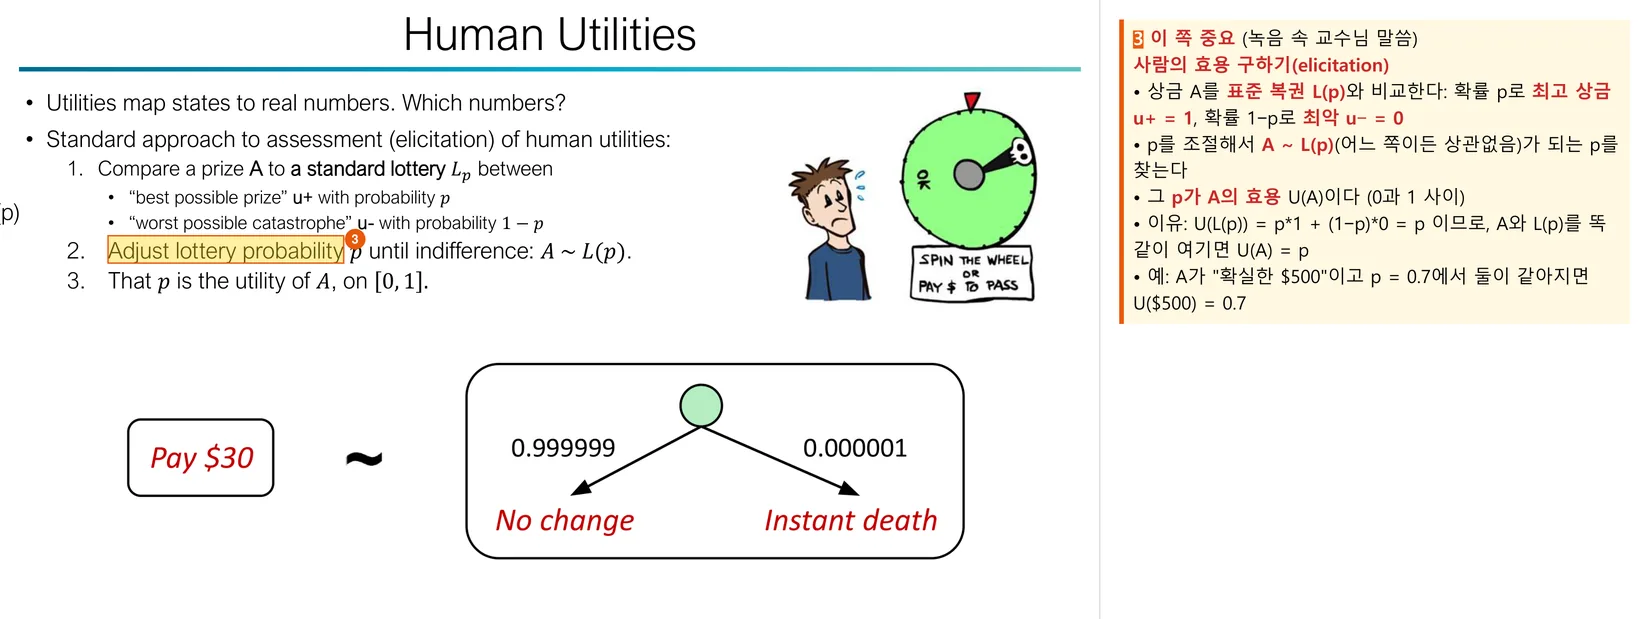 Human Utilities
• Utilities map states to real numbers. Which numbers?
• Standard approach to assessment (elicitation) of human utilities:
1. Compare a prize A to a standard lottery Lp between
• “best possible prize” u+ with probability p
• “worst possible catastrophe” u- with probability 1 − p
p)
2. Adjust lottery probability p until indifference: A ~ L(p).
3
3. That p is the utility of A, on [0, 1].
OK
SPIN THE WHEEL
OR
PAY $ TO PASS
Pay $30
~
0.999999
0.000001
No change
Instant death
3 이 쪽 중요 (녹음 속 교수님 말씀)
사람의 효용 구하기(elicitation)
• 상금 A를 표준 복권 L(p)와 비교한다: 확률 p로 최고 상금
u+ = 1, 확률 1−p로 최악 u− = 0
• p를 조절해서 A ~ L(p)(어느 쪽이든 상관없음)가 되는 p를
찾는다
• 그 p가 A의 효용 U(A)이다 (0과 1 사이)
• 이유: U(L(p)) = p*1 + (1−p)*0 = p 이므로, A와 L(p)를 똑
같이 여기면 U(A) = p
• 예: A가 "확실한 $500"이고 p = 0.7에서 둘이 같아지면
U($500) = 0.7